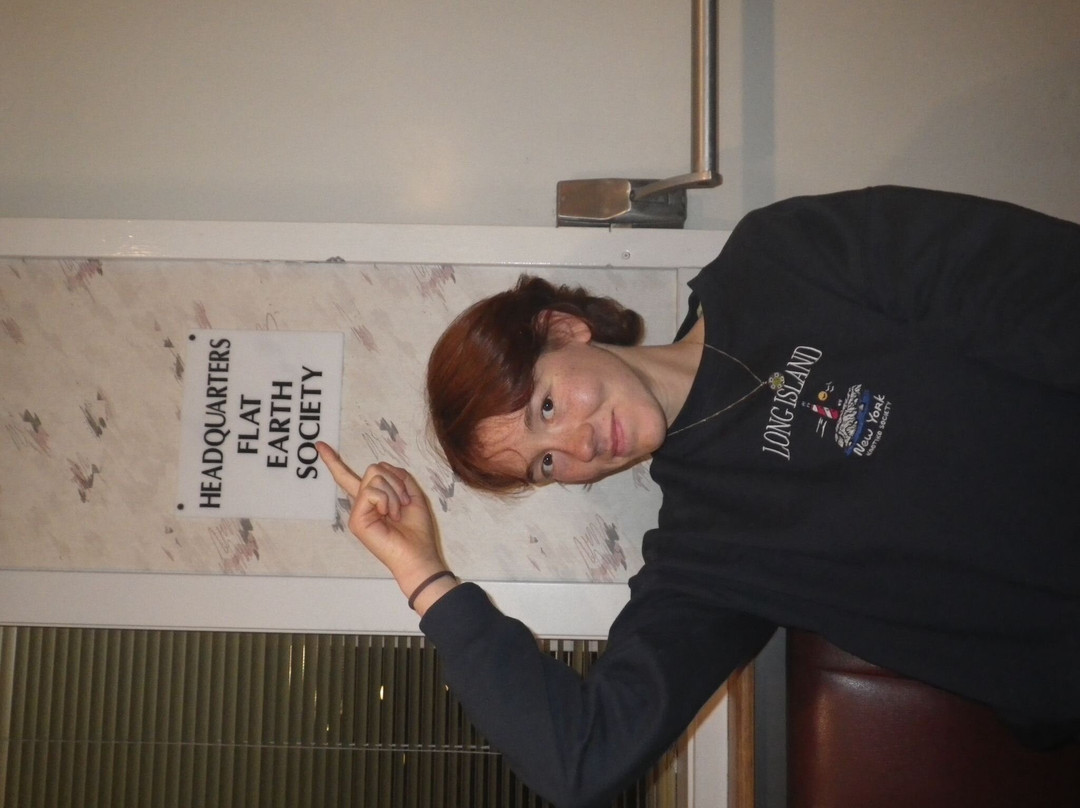 HEADQUARTERS
FLAT
EARTH
SOCIETY
LONG ISLAND
New York